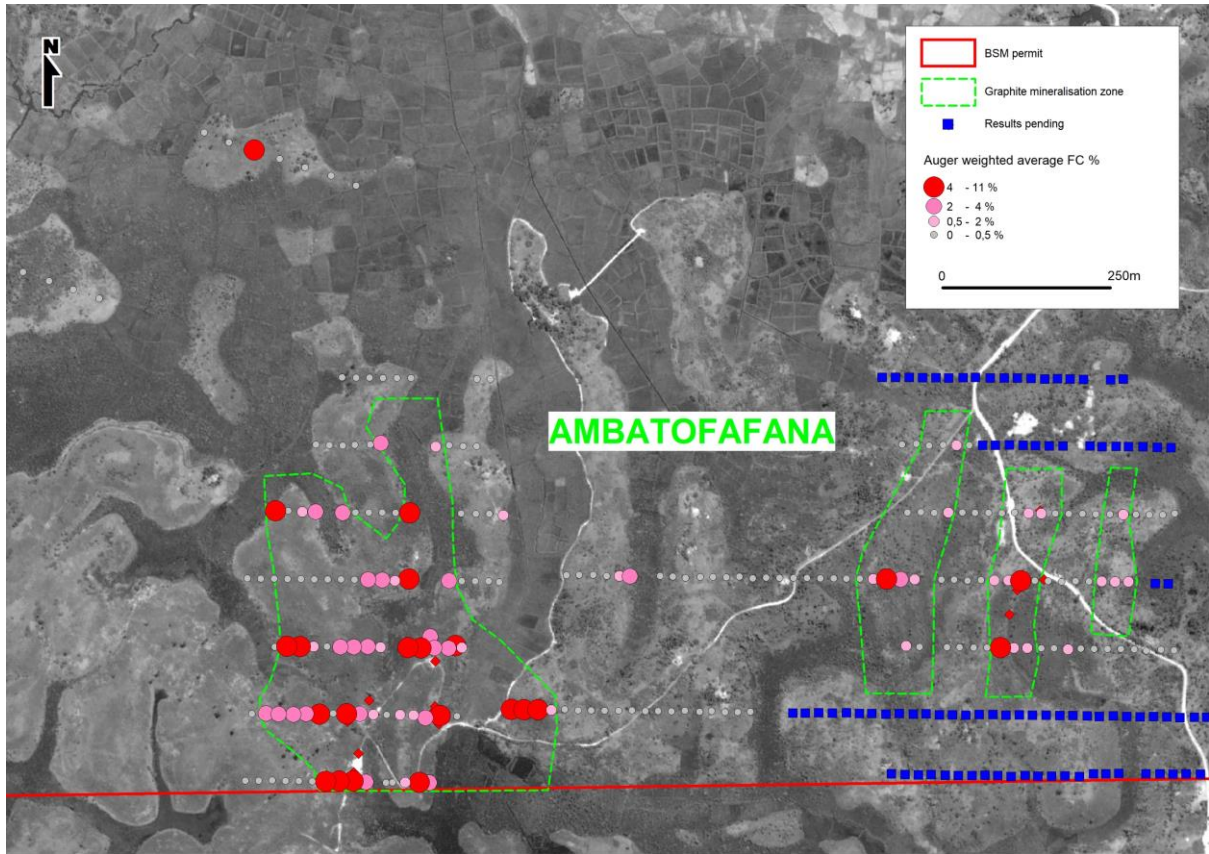 N
BSM permit
Graphite mineralisation zone
Results pending
Auger weighted average FC %
4 - 11 %
2 - 4 %
0,5 - 2 %
0 - 0,5 %
0 250m
AMBATOFAFANA